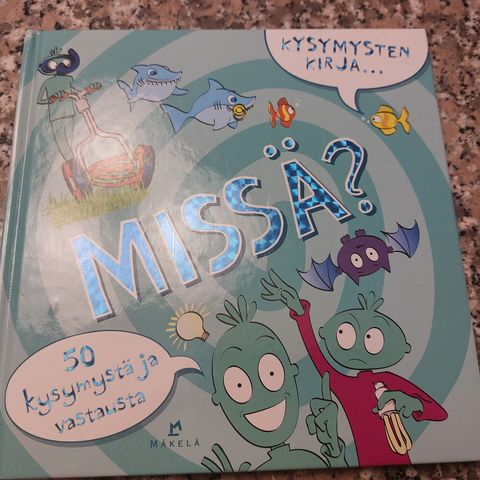 KYSYMYSTEN
KIRJA...
MISSÄ?
50
kysymystä ja
vastausta
M
MÄKELÄ